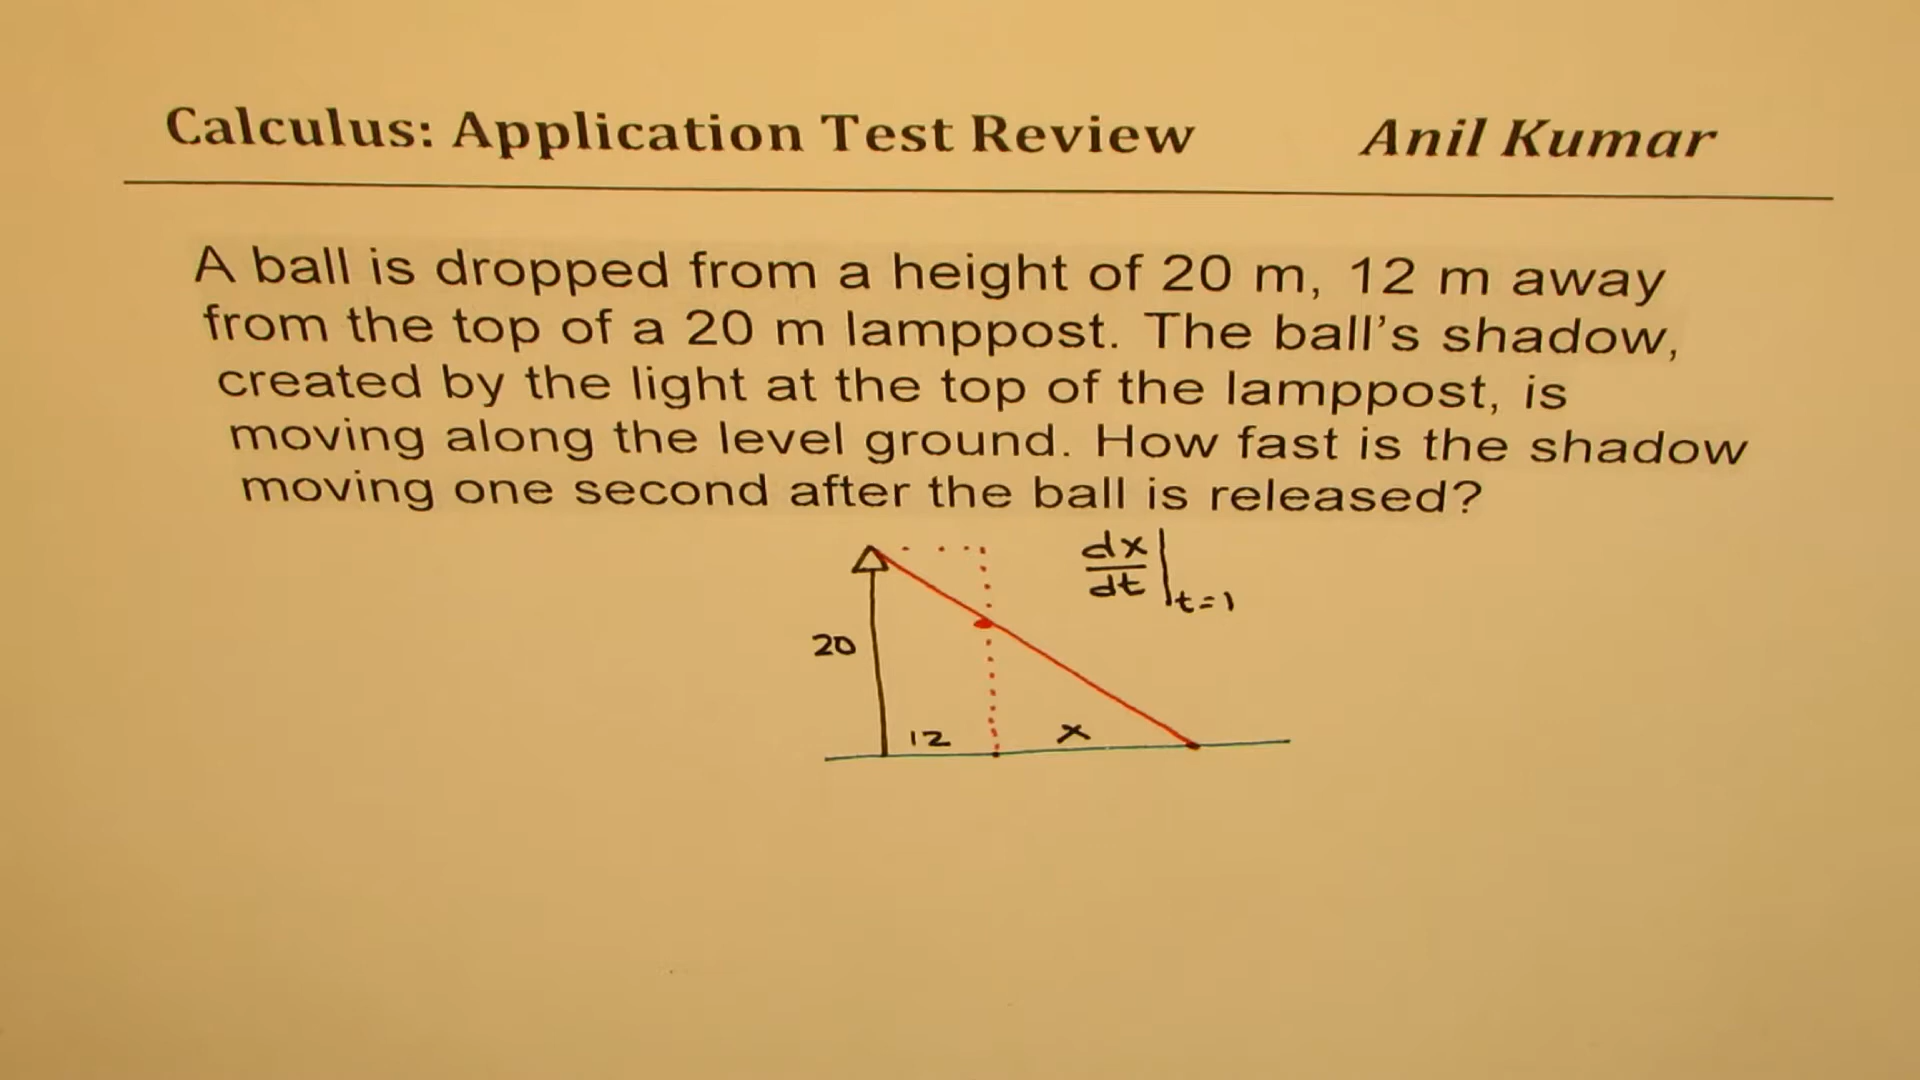 Calculus: Application Test Review Anil Kumar
A ball is dropped from a height of 20 m, 12 m away
from the top of a 20 m lamppost. The ball's shadow,
created by the light at the top of the lamppost, is
moving along the level ground. How fast is the shadow
moving one second after the ball is released?
dx
dt
t=1
20
12 x